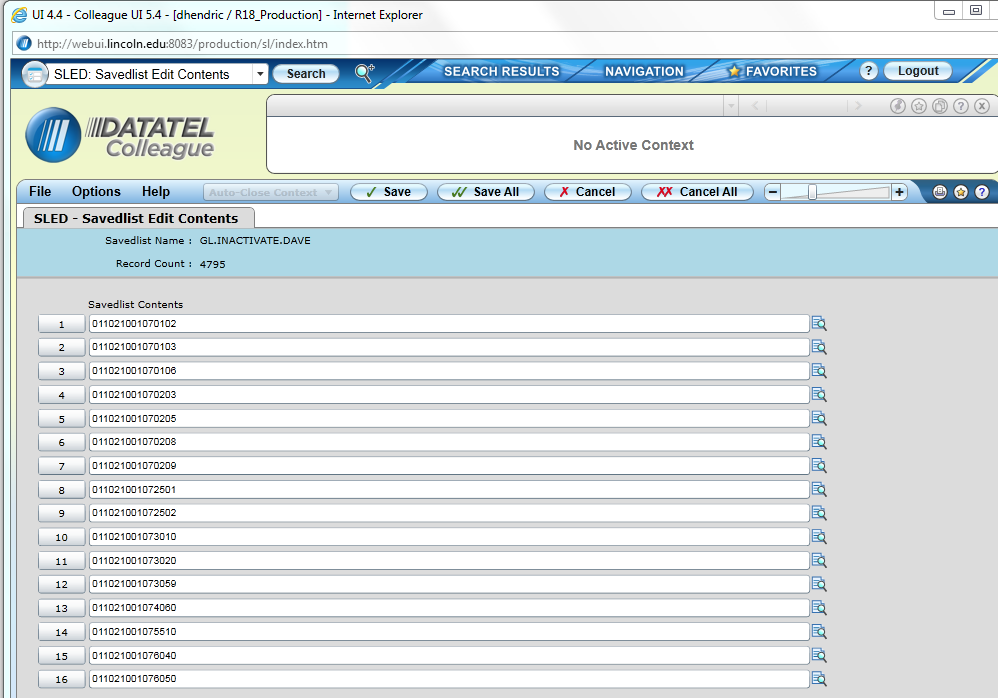 UI 4.4 - Colleague UI 5.4 - [dhendric / R18_Production] - Internet Explorer
http://webui.lincoln.edu:8083/production/sl/index.htm
SLED: Savedlist Edit Contents Search SEARCH RESULTS NAVIGATION FAVORITES ? Logout
DATATEL
Colleague
No Active Context
File Options Help Auto-Close Context Save Save All Cancel Cancel All
SLED - Savedlist Edit Contents
Savedlist Name : GL.INACTIVATE.DAVE
Record Count : 4795
Savedlist Contents
1 011021001070102
2 011021001070103
3 011021001070106
4 011021001070203
5 011021001070205
6 011021001070208
7 011021001070209
8 011021001072501
9 011021001072502
10 011021001073010
11 011021001073020
12 011021001073059
13 011021001074060
14 011021001075510
15 011021001076040
16 011021001076050